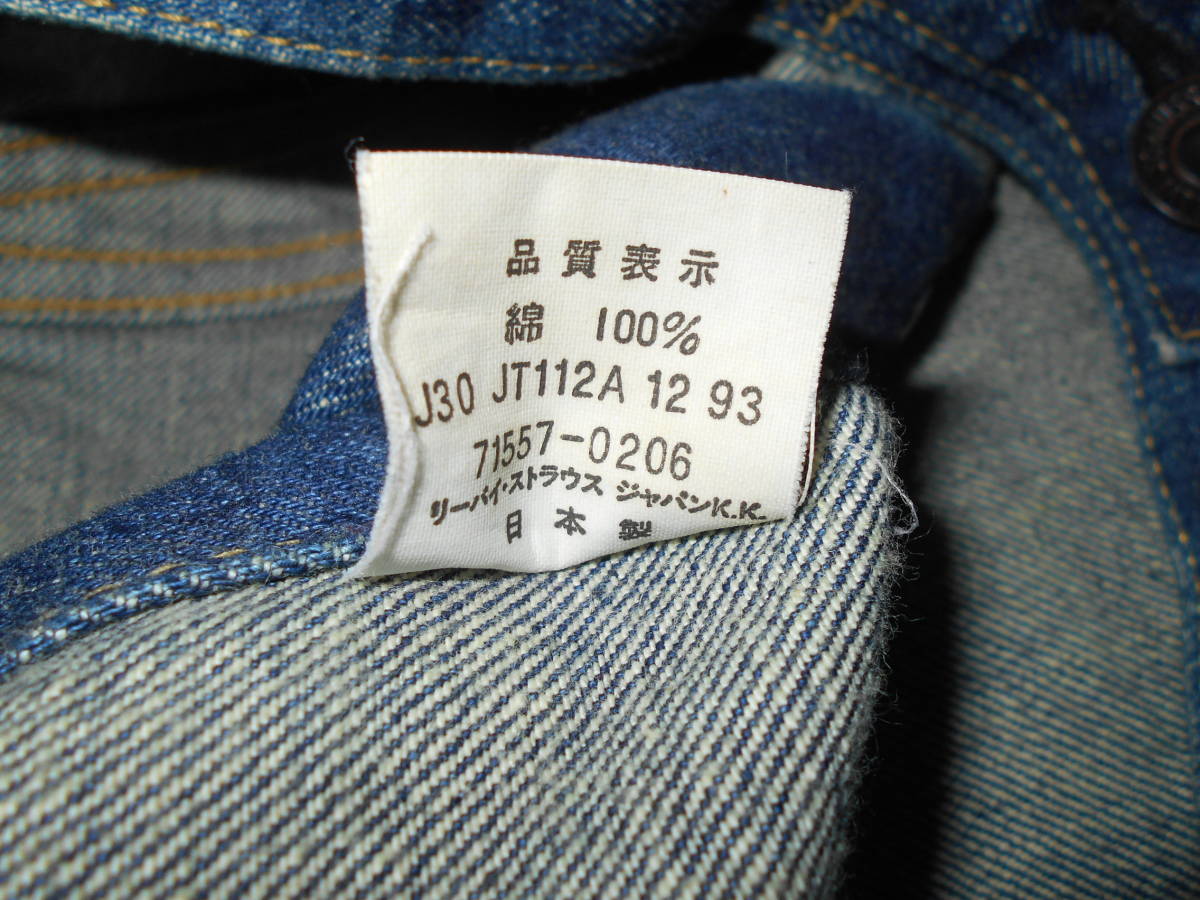 品質表示
綿 100%
J30 JT112A 12 93
71557-0206
リーバイ・ストラウス ジャパンK.K.
日本製